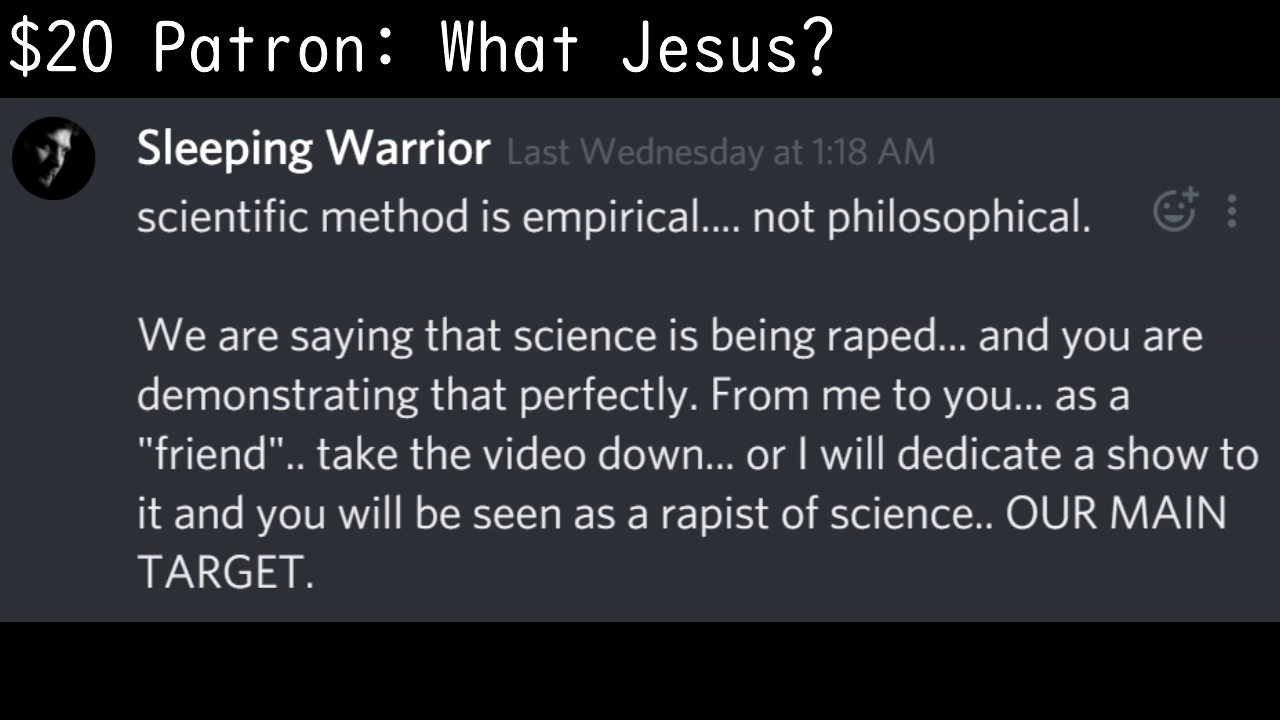 $20 Patron: What Jesus?
Sleeping Warrior Last Wednesday at 1:18 AM
scientific method is empirical.... not philosophical.
We are saying that science is being raped... and you are
demonstrating that perfectly. From me to you... as a
"friend".. take the video down... or I will dedicate a show to
it and you will be seen as a rapist of science.. OUR MAIN
TARGET.